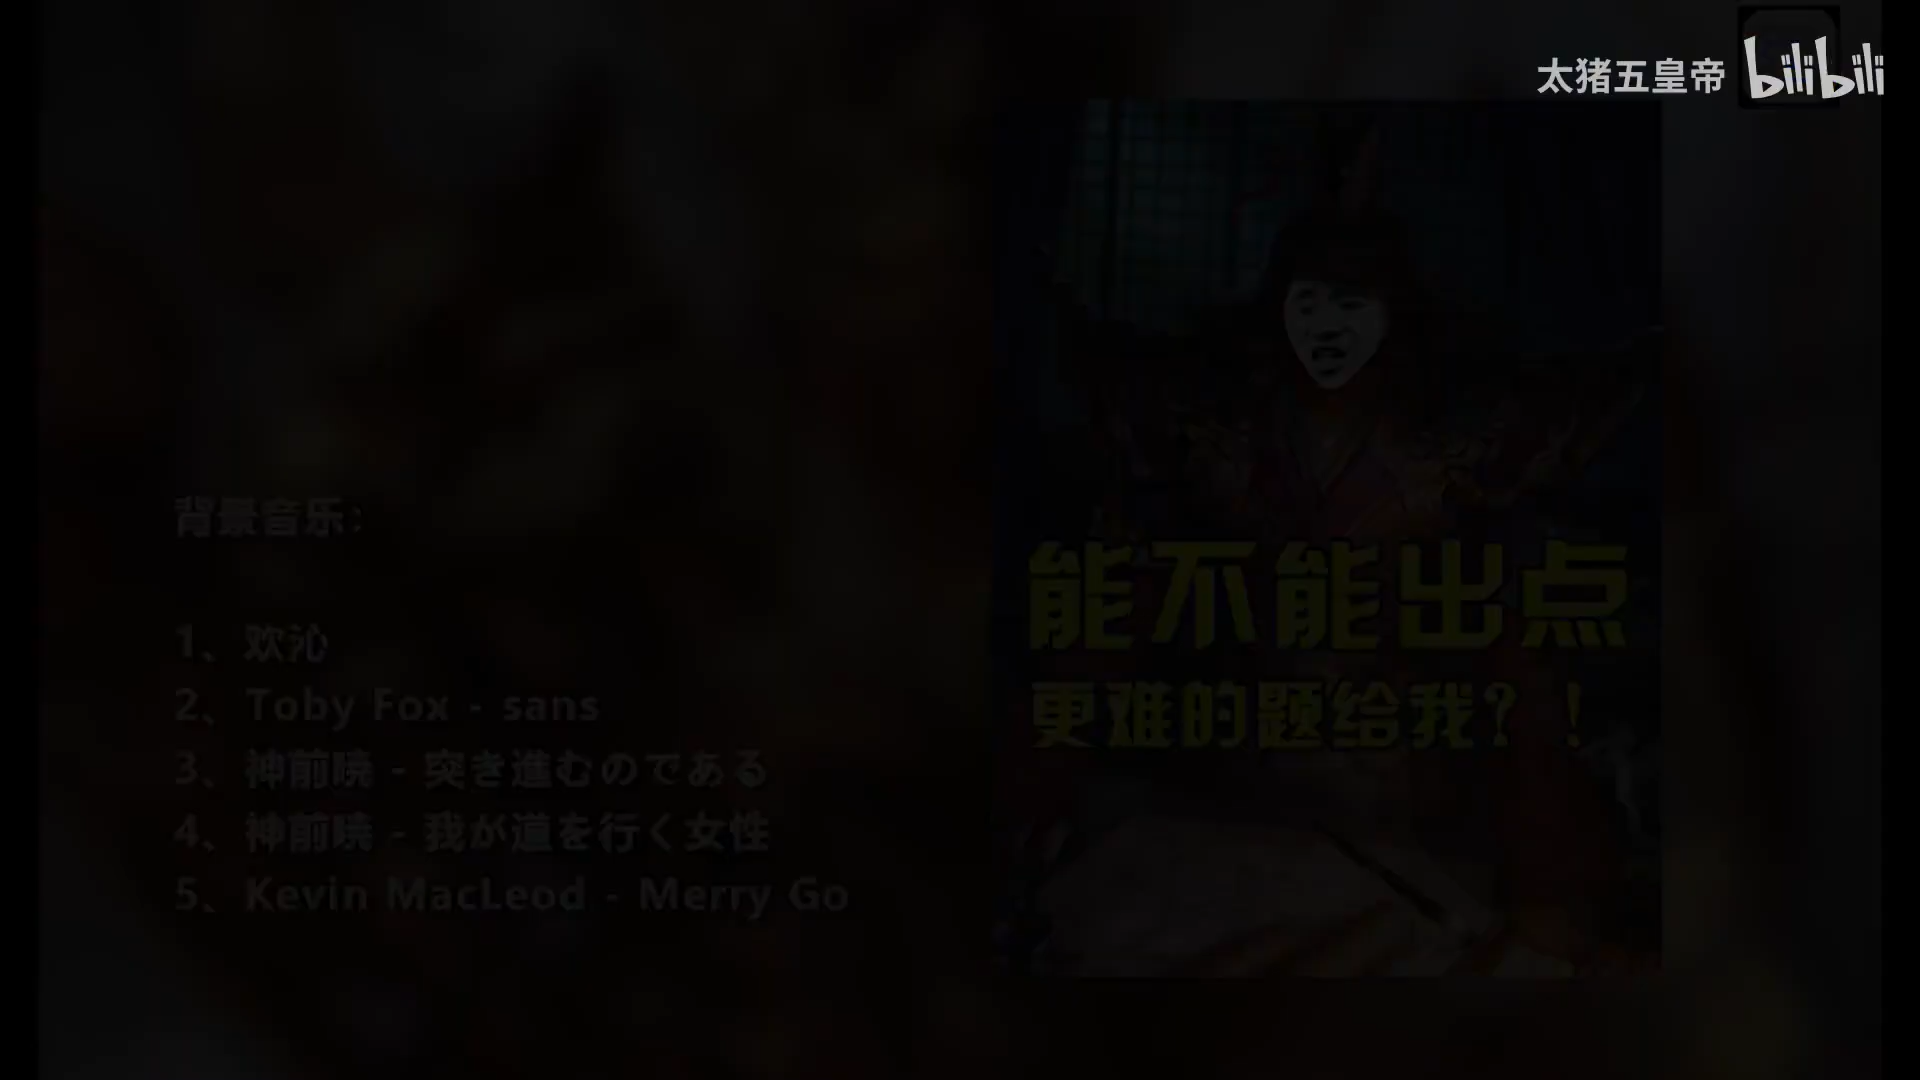 太猪五皇帝 bilibili
背景音乐：
1、欢沁
2、Toby Fox - sans
3、神前暁 - 突き進むのである
4、神前暁 - 我が道を行く女性
5、Kevin MacLeod - Merry Go
能不能出点
更难的题给我？！